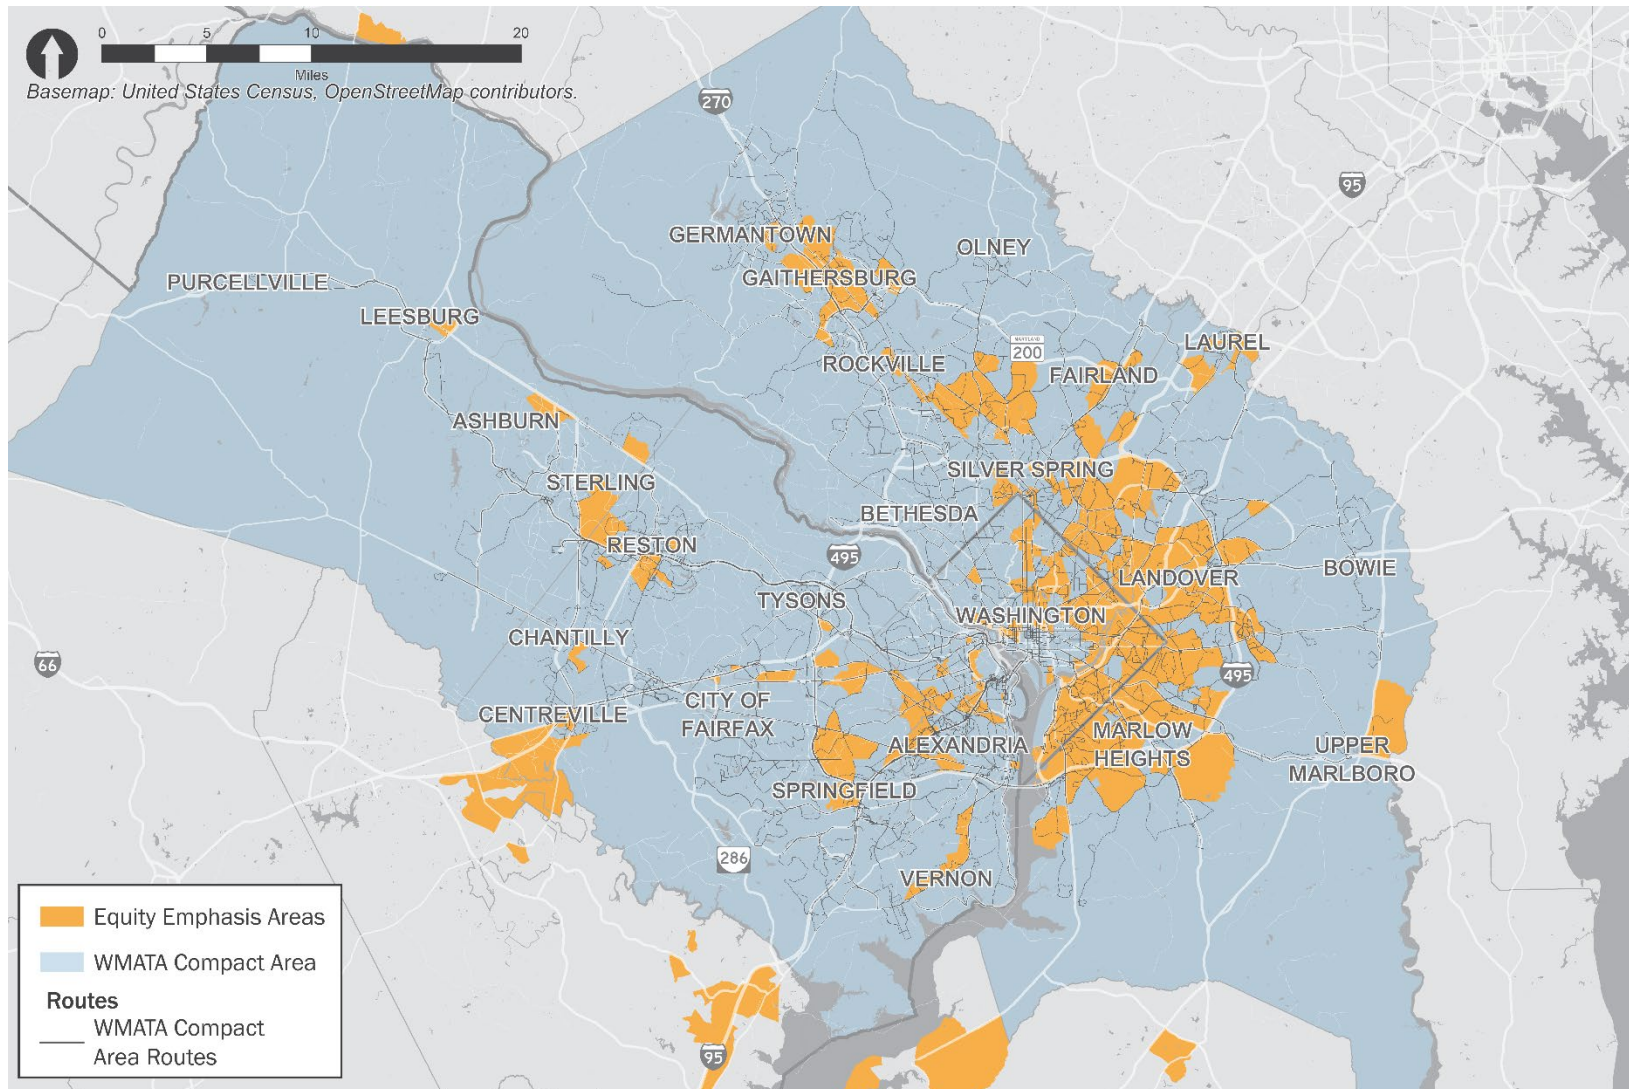 0 5 10 20
Miles
Basemap: United States Census, OpenStreetMap contributors.
270
95
GERMANTOWN
OLNEY
GAITHERSBURG
PURCELLVILLE
LEESBURG
MARYLAND
200
LAUREL
ROCKVILLE
FAIRLAND
ASHBURN
SILVER SPRING
STERLING
BETHESDA
RESTON
495
LANDOVER
BOWIE
TYSONS
WASHINGTON
CHANTILLY
66
495
CITY OF
FAIRFAX
CENTREVILLE
ALEXANDRIA
MARLOW
HEIGHTS
UPPER
MARLBORO
SPRINGFIELD
286
VERNON
95
Equity Emphasis Areas
WMATA Compact Area
Routes
WMATA Compact
Area Routes